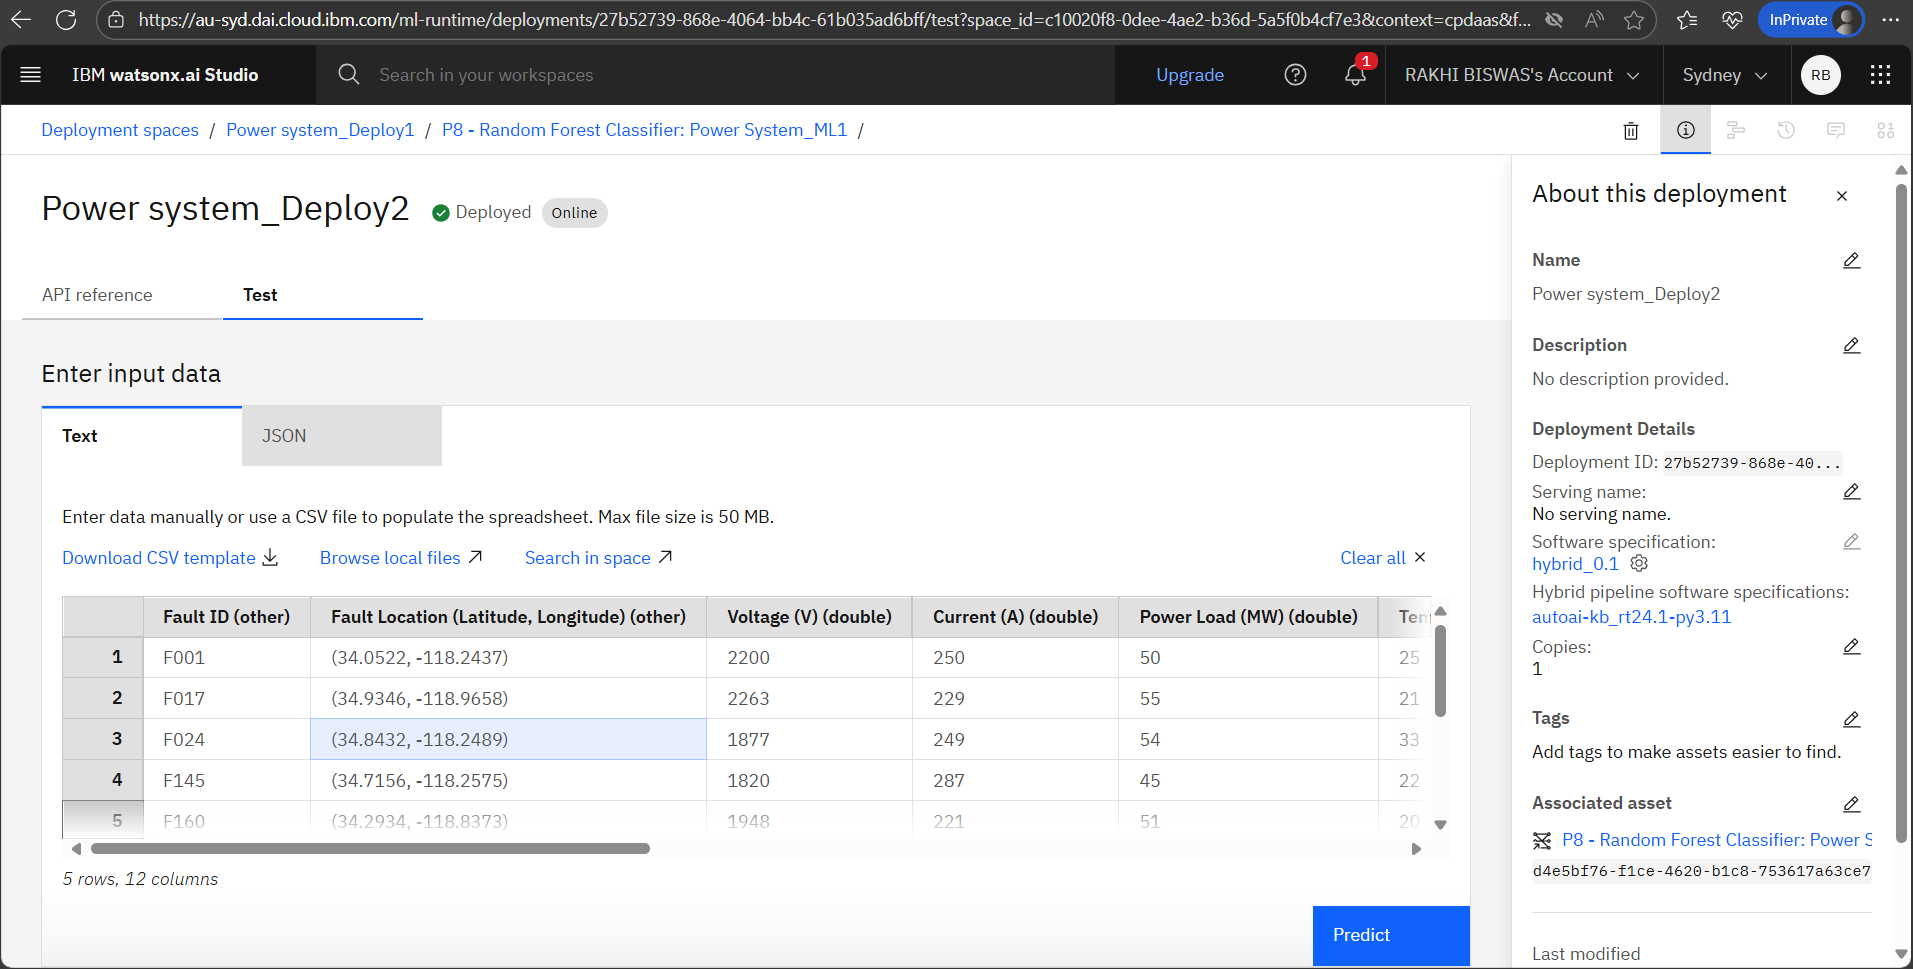 https://au-syd.dai.cloud.ibm.com/ml-runtime/deployments/27b52739-868e-4064-bb4c-61b035ad6bff/test?space_id=c10020f8-0dee-4ae2-b36d-5a5f0b4cf7e3&context=cpdaas&f... InPrivate
IBM watsonx.ai Studio Search in your workspaces Upgrade 1 RAKHI BISWAS's Account Sydney RB
Deployment spaces / Power system_Deploy1 / P8 - Random Forest Classifier: Power System_ML1 /
Power system_Deploy2 Deployed Online
API reference Test
Enter input data
Text JSON
Enter data manually or use a CSV file to populate the spreadsheet. Max file size is 50 MB.
Download CSV template Browse local files Search in space Clear all
Fault ID (other) Fault Location (Latitude, Longitude) (other) Voltage (V) (double) Current (A) (double) Power Load (MW) (double)
1 F001 (34.0522, -118.2437) 2200 250 50 25
2 F017 (34.9346, -118.9658) 2263 229 55 21
3 F024 (34.8432, -118.2489) 1877 249 54 33
4 F145 (34.7156, -118.2575) 1820 287 45 22
5 F160 (34.2934, -118.8373) 1948 221 51 20
5 rows, 12 columns
Predict
About this deployment
Name
Power system_Deploy2
Description
No description provided.
Deployment Details
Deployment ID: 27b52739-868e-40...
Serving name:
No serving name.
Software specification:
hybrid_0.1
Hybrid pipeline software specifications:
autoai-kb_rt24.1-py3.11
Copies:
1
Tags
Add tags to make assets easier to find.
Associated asset
P8 - Random Forest Classifier: Power S
d4e5bf76-f1ce-4620-b1c8-753617a63ce7
Last modified